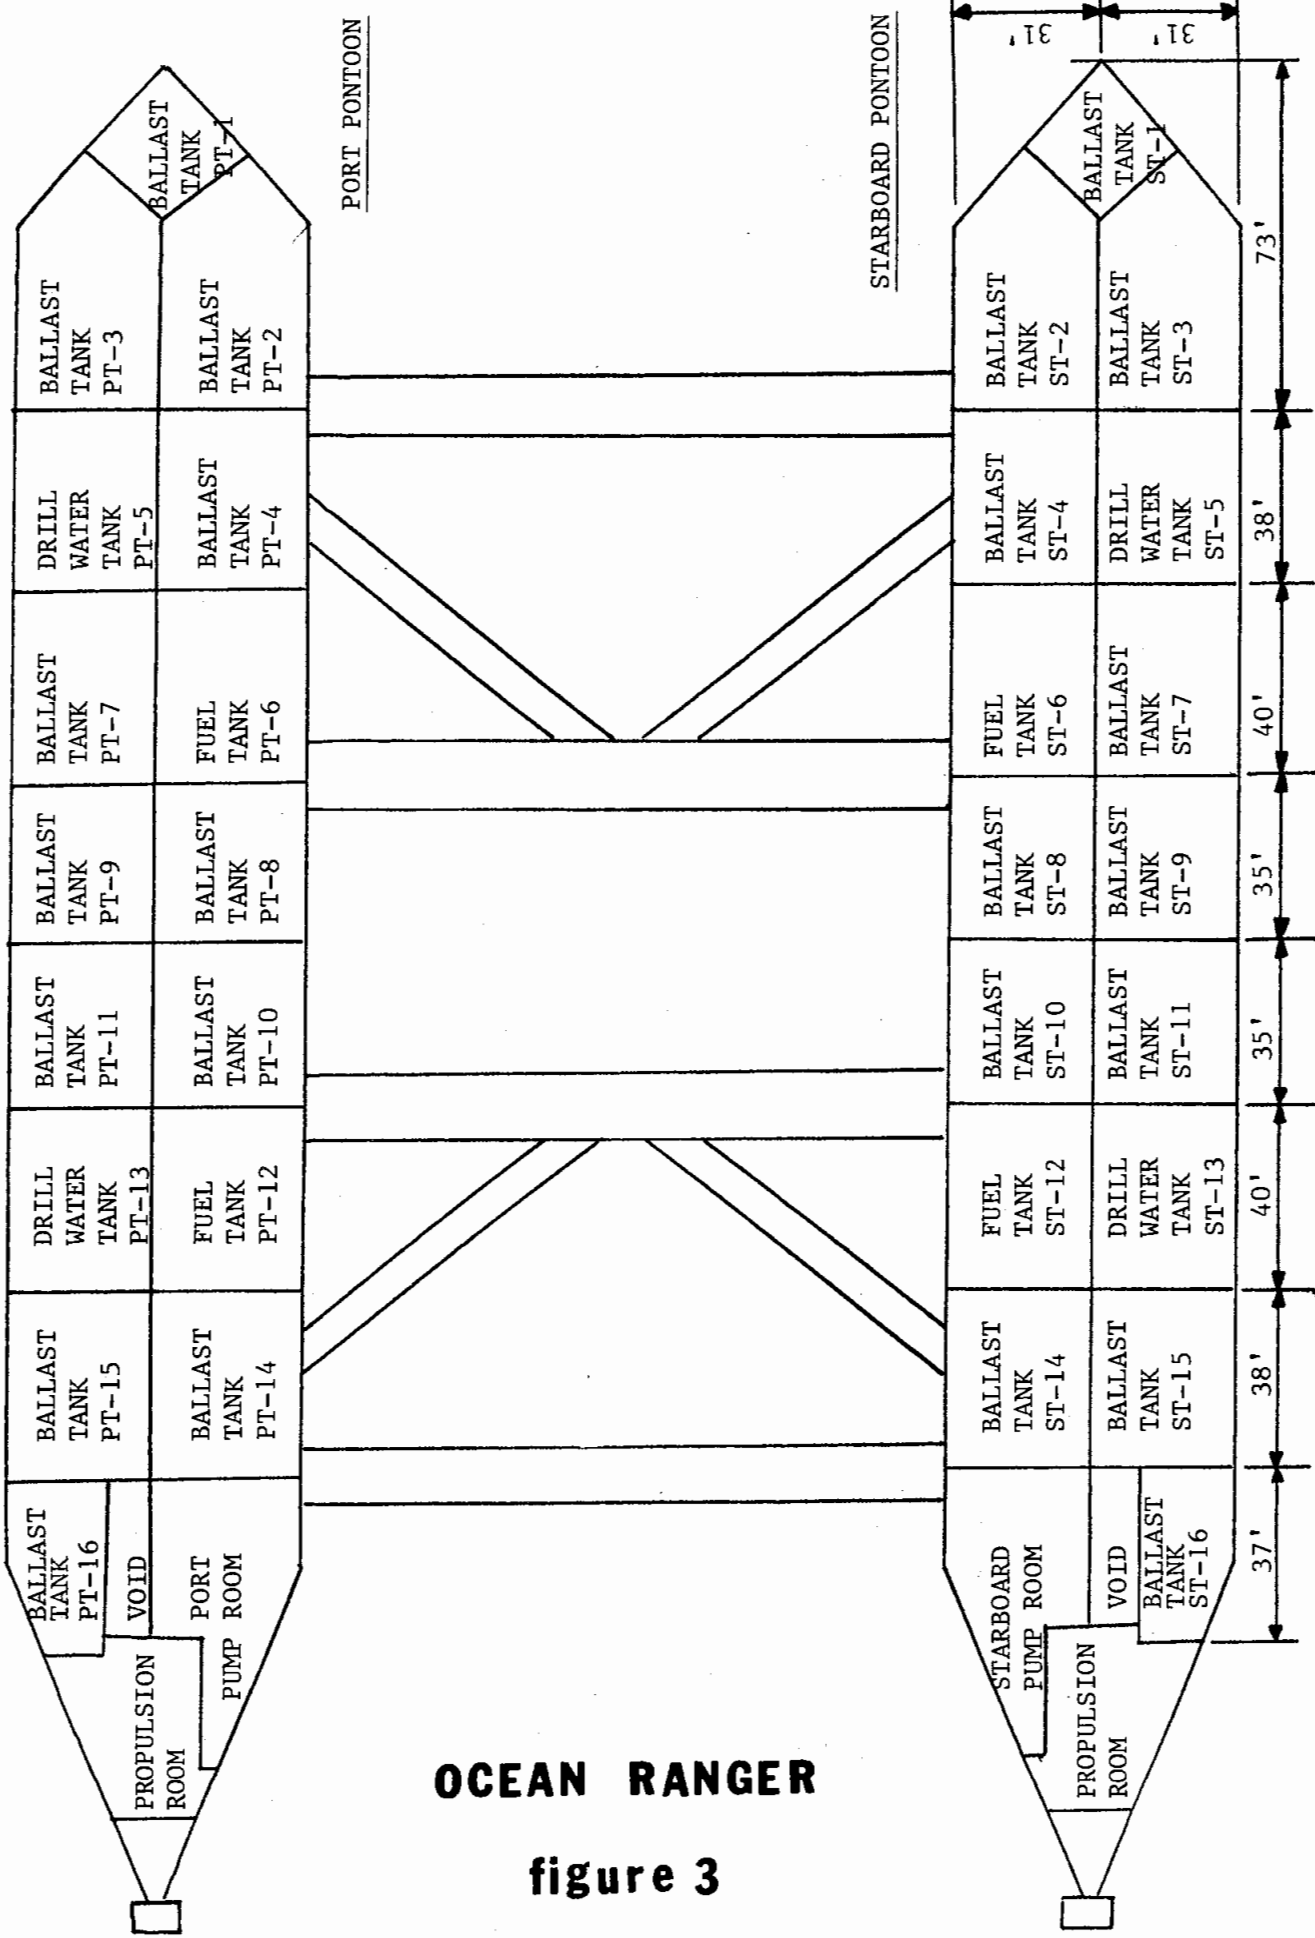 PORT PONTOON
BALLAST
TANK
PT-1
BALLAST
TANK
PT-3
BALLAST
TANK
PT-2
DRILL
WATER
TANK
PT-5
BALLAST
TANK
PT-4
BALLAST
TANK
PT-7
FUEL
TANK
PT-6
BALLAST
TANK
PT-9
BALLAST
TANK
PT-8
BALLAST
TANK
PT-11
BALLAST
TANK
PT-10
DRILL
WATER
TANK
PT-13
FUEL
TANK
PT-12
BALLAST
TANK
PT-15
BALLAST
TANK
PT-14
BALLAST
TANK
PT-16
VOID
PORT
PUMP ROOM
PROPULSION
ROOM
STARBOARD PONTOON
31'
31'
BALLAST
TANK
ST-1
BALLAST
TANK
ST-2
BALLAST
TANK
ST-3
73'
BALLAST
TANK
ST-4
DRILL
WATER
TANK
ST-5
38'
FUEL
TANK
ST-6
BALLAST
TANK
ST-7
40'
BALLAST
TANK
ST-8
BALLAST
TANK
ST-9
35'
BALLAST
TANK
ST-10
BALLAST
TANK
ST-11
35'
FUEL
TANK
ST-12
DRILL
WATER
TANK
ST-13
40'
BALLAST
TANK
ST-14
BALLAST
TANK
ST-15
38'
STARBOARD
PUMP ROOM
VOID
BALLAST
TANK
ST-16
37'
PROPULSION
ROOM
OCEAN RANGER
figure 3